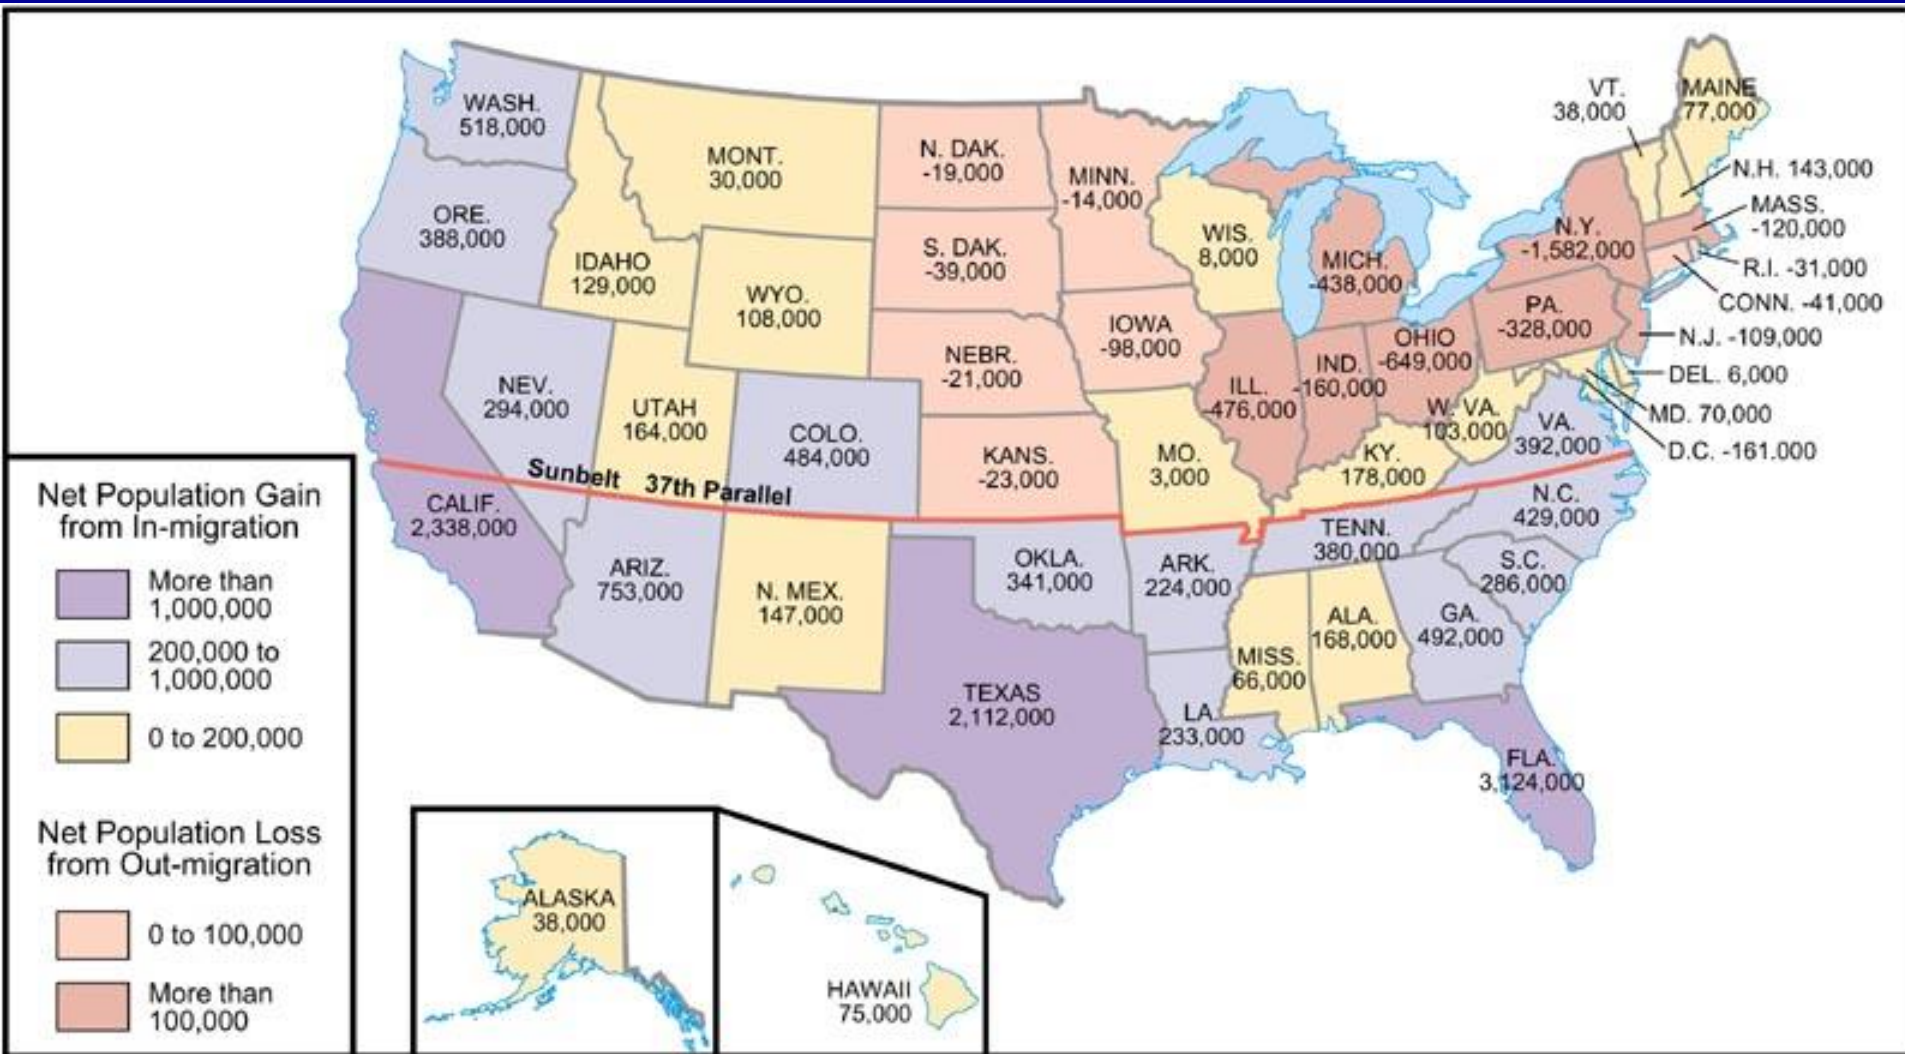 WASH.
518,000
ORE.
388,000
IDAHO
129,000
MONT.
30,000
WYO.
108,000
NEV.
294,000
UTAH
164,000
COLO.
484,000
CALIF.
2,338,000
ARIZ.
753,000
N. MEX.
147,000
Sunbelt 37th Parallel
N. DAK.
-19,000
S. DAK.
-39,000
NEBR.
-21,000
KANS.
-23,000
OKLA.
341,000
TEXAS
2,112,000
MINN.
-14,000
IOWA
-98,000
MO.
3,000
ARK.
224,000
LA.
233,000
WIS.
8,000
ILL.
-476,000
MICH.
-438,000
IND.
-160,000
OHIO
-649,000
KY.
178,000
TENN.
380,000
MISS.
66,000
ALA.
168,000
GA.
492,000
FLA.
3,124,000
S.C.
286,000
N.C.
429,000
VA.
392,000
W. VA.
103,000
PA.
-328,000
N.Y.
-1,582,000
VT.
38,000
MAINE
77,000
N.H. 143,000
MASS.
-120,000
R.I. -31,000
CONN. -41,000
N.J. -109,000
DEL. 6,000
MD. 70,000
D.C. -161.000
ALASKA
38,000
HAWAII
75,000
Net Population Gain
from In-migration
More than
1,000,000
200,000 to
1,000,000
0 to 200,000
Net Population Loss
from Out-migration
0 to 100,000
More than
100,000